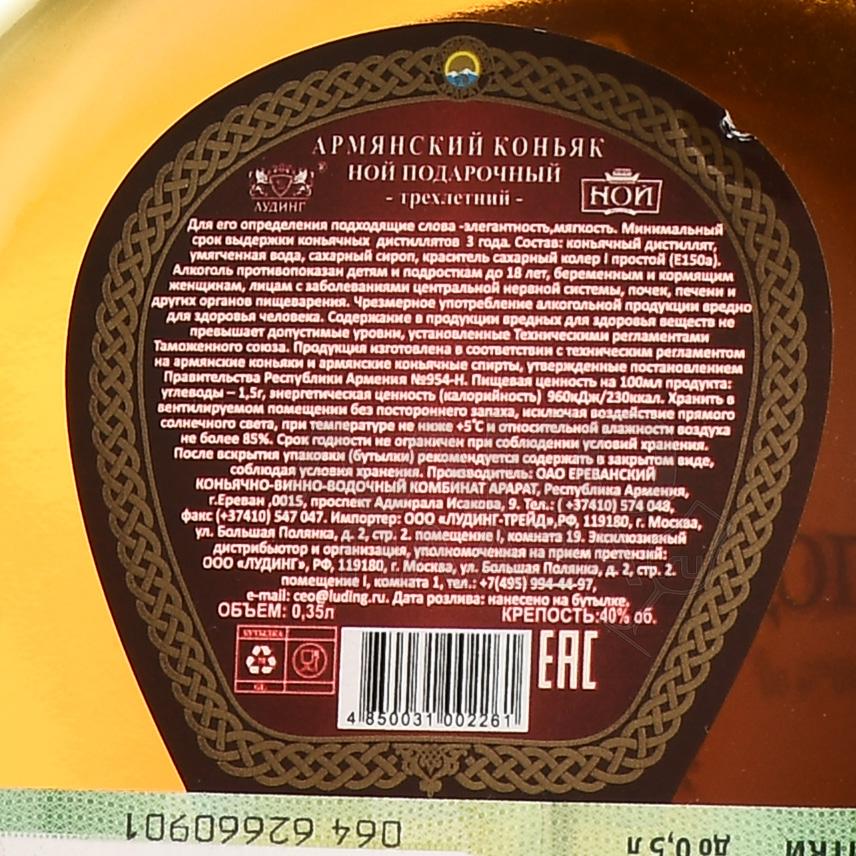 АРМЯНСКИЙ КОНЬЯК
НОЙ ПОДАРОЧНЫЙ
- трехлетний -
ЛУДИНГ
НОЙ
Для его определения подходящие слова -элегантность,мягкость. Минимальный
срок выдержки коньячных дистиллятов 3 года. Состав: коньячный дистиллят,
умягченная вода, сахарный сироп, краситель сахарный колер I простой (Е150а).
Алкоголь противопоказан детям и подросткам до 18 лет, беременным и кормящим
женщинам, лицам с заболеваниями центральной нервной системы, почек, печени и
других органов пищеварения. Чрезмерное употребление алкогольной продукции вредно
для здоровья человека. Содержание в продукции вредных для здоровья веществ не
превышает допустимые уровни, установленные Техническими регламентами
Таможенного союза. Продукция изготовлена в соответствии с техническим регламентом
на армянские коньяки и армянские коньячные спирты, утвержденные постановлением
Правительства Республики Армения №954-Н. Пищевая ценность на 100мл продукта:
углеводы – 1,5г, энергетическая ценность (калорийность) 960кДж/230ккал. Хранить в
вентилируемом помещении без постороннего запаха, исключая воздействие прямого
солнечного света, при температуре не ниже +5°С и относительной влажности воздуха
не более 85%. Срок годности не ограничен при соблюдении условий хранения.
После вскрытия упаковки (бутылки) рекомендуется содержать в закрытом виде,
соблюдая условия хранения. Производитель: ОАО ЕРЕВАНСКИЙ
КОНЬЯЧНО-ВИННО-ВОДОЧНЫЙ КОМБИНАТ АРАРАТ, Республика Армения,
г.Ереван ,0015, проспект Адмирала Исакова, 9. Тел.: ( +37410) 574 048,
факс (+37410) 547 047. Импортер: ООО «ЛУДИНГ-ТРЕЙД»,РФ, 119180, г. Москва,
ул. Большая Полянка, д. 2, стр. 2. помещение I, комната 19. Эксклюзивный
дистрибьютор и организация, уполномоченная на прием претензий:
ООО «ЛУДИНГ», РФ, 119180, г. Москва, ул. Большая Полянка, д. 2, стр. 2.
помещение I, комната 1, тел.: +7(495) 994-44-97,
e-mail: ceo@luding.ru. Дата розлива: нанесено на бутылке.
ОБЪЕМ: 0,35л
КРЕПОСТЬ:40% об.
БУТЫЛКА
GL
EAC
4 850031 002261
064 62660901
до 0,5 л